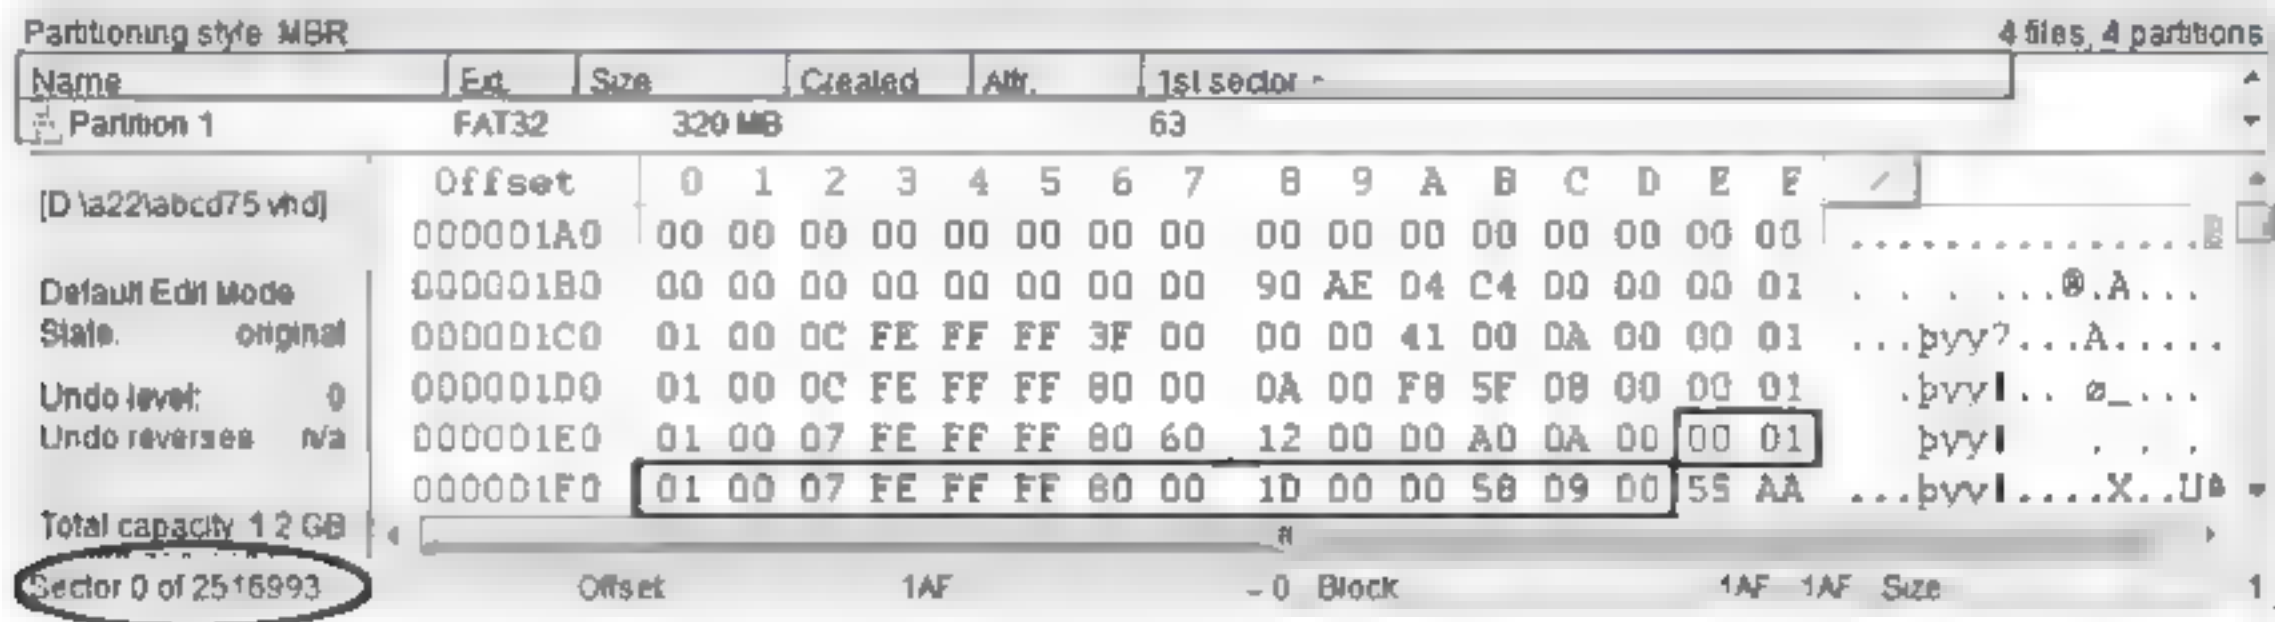 Partitioning style MBR 4 files, 4 partitions
Name Ext. Size Created Attr. 1st sector
Partition 1 FAT32 320 MB 63
[D \a22\abcd75 vhd]
Default Edit Mode
State. original
Undo level: 0
Undo reverses n/a
Total capacity 1 2 GB
Offset 0 1 2 3 4 5 6 7 8 9 A B C D E F
000001A0 00 00 00 00 00 00 00 00 00 00 00 00 00 00 00 00
000001B0 00 00 00 00 00 00 00 00 90 AE 04 C4 00 00 00 01
000001C0 01 00 0C FE FF FF 3F 00 00 00 41 00 0A 00 00 01
000001D0 01 00 0C FE FF FF 80 00 0A 00 F8 5F 08 00 00 01
000001E0 01 00 07 FE FF FF 80 60 12 00 00 A0 0A 00 00 01
000001F0 01 00 07 FE FF FF 80 00 1D 00 00 58 09 00 55 AA
Sector 0 of 2516993 Offset 1AF = 0 Block 1AF 1AF Size 1